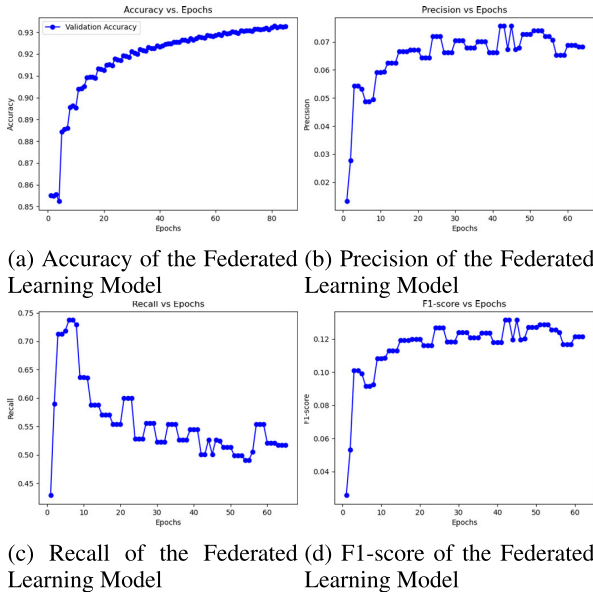 Accuracy vs. Epochs
Validation Accuracy
0.93
0.92
0.91
0.90
0.89
0.88
0.87
0.86
0.85
Accuracy
0 20 40 60 80
Epochs
Precision vs Epochs
0.07
0.06
0.05
0.04
0.03
0.02
Precision
0 10 20 30 40 50 60
Epochs
(a) Accuracy of the Federated
Learning Model
(b) Precision of the Federated
Learning Model
Recall vs Epochs
0.75
0.70
0.65
0.60
0.55
0.50
0.45
Recall
0 10 20 30 40 50 60
Epochs
F1-score vs Epochs
0.12
0.10
0.08
0.06
0.04
F1-score
0 10 20 30 40 50 60
Epochs
(c) Recall of the Federated
Learning Model
(d) F1-score of the Federated
Learning Model